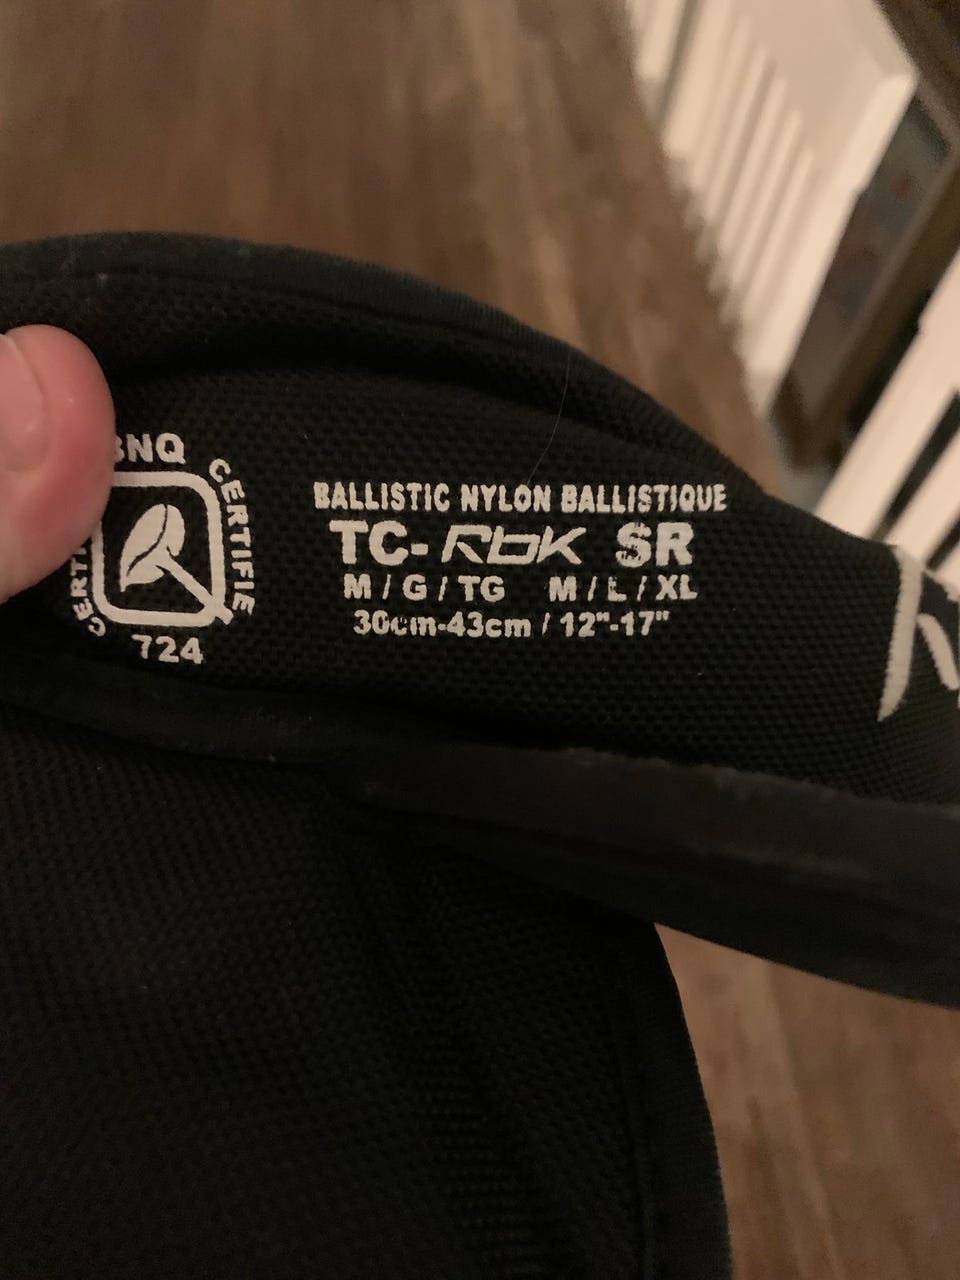 BNQ
CERTIFIE
724
BALLISTIC NYLON BALLISTIQUE
TC-RbK SR
M / G / TG M / L / XL
30cm-43cm / 12"-17"